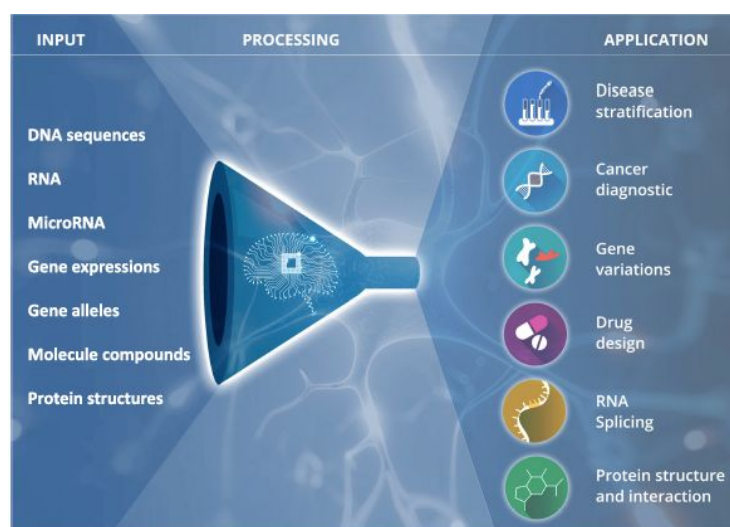 INPUT
PROCESSING
APPLICATION
DNA sequences
RNA
MicroRNA
Gene expressions
Gene alleles
Molecule compounds
Protein structures
Disease
stratification
Cancer
diagnostic
Gene
variations
Drug
design
RNA
Splicing
Protein structure
and interaction